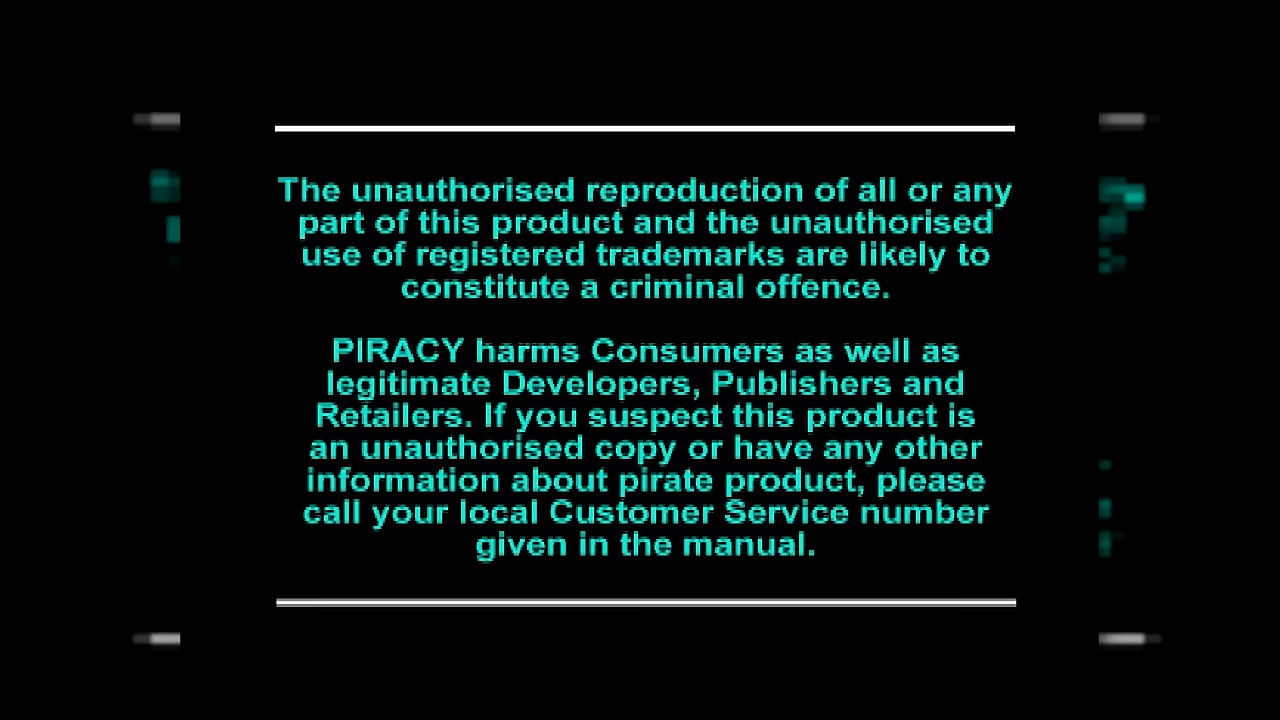 The unauthorised reproduction of all or any
part of this product and the unauthorised
use of registered trademarks are likely to
constitute a criminal offence.
PIRACY harms Consumers as well as
legitimate Developers, Publishers and
Retailers. If you suspect this product is
an unauthorised copy or have any other
information about pirate product, please
call your local Customer Service number
given in the manual.